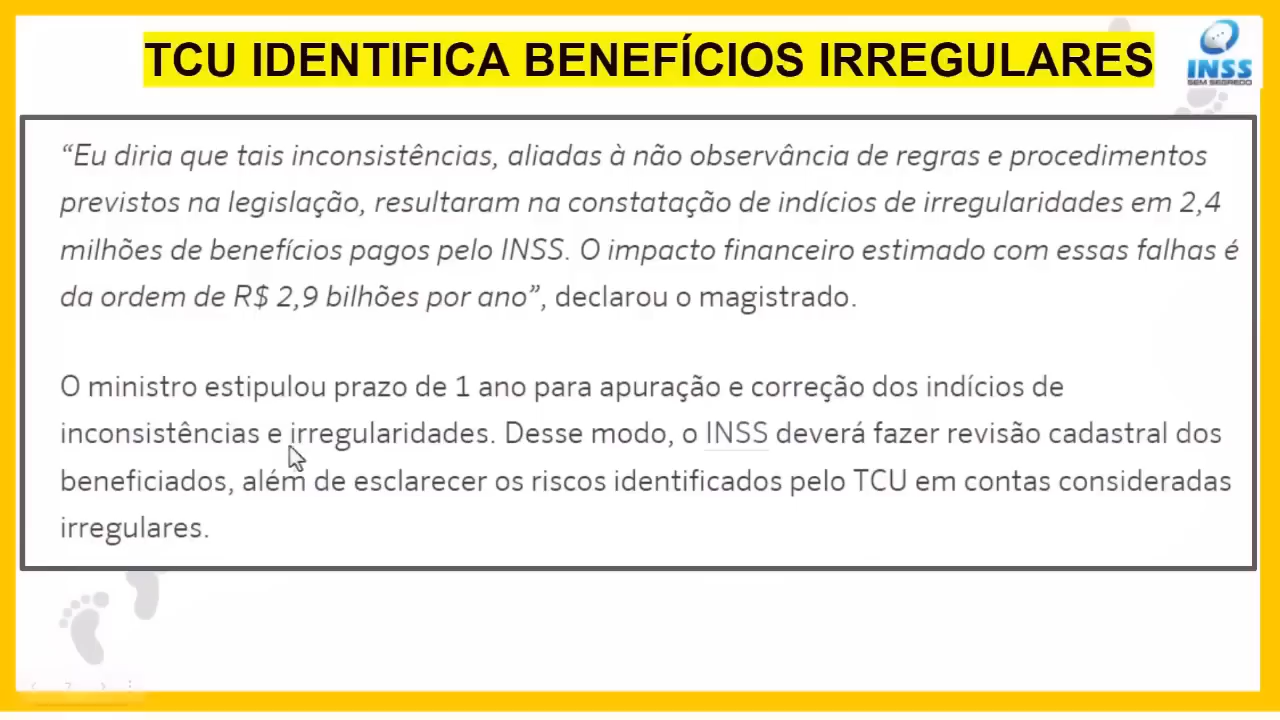 TCU IDENTIFICA BENEFÍCIOS IRREGULARES
INSS
SEM SEGREDO
“Eu diria que tais inconsistências, aliadas à não observância de regras e procedimentos
previstos na legislação, resultaram na constatação de indícios de irregularidades em 2,4
milhões de benefícios pagos pelo INSS. O impacto financeiro estimado com essas falhas é
da ordem de R$ 2,9 bilhões por ano”, declarou o magistrado.
O ministro estipulou prazo de 1 ano para apuração e correção dos indícios de
inconsistências e irregularidades. Desse modo, o INSS deverá fazer revisão cadastral dos
beneficiados, além de esclarecer os riscos identificados pelo TCU em contas consideradas
irregulares.